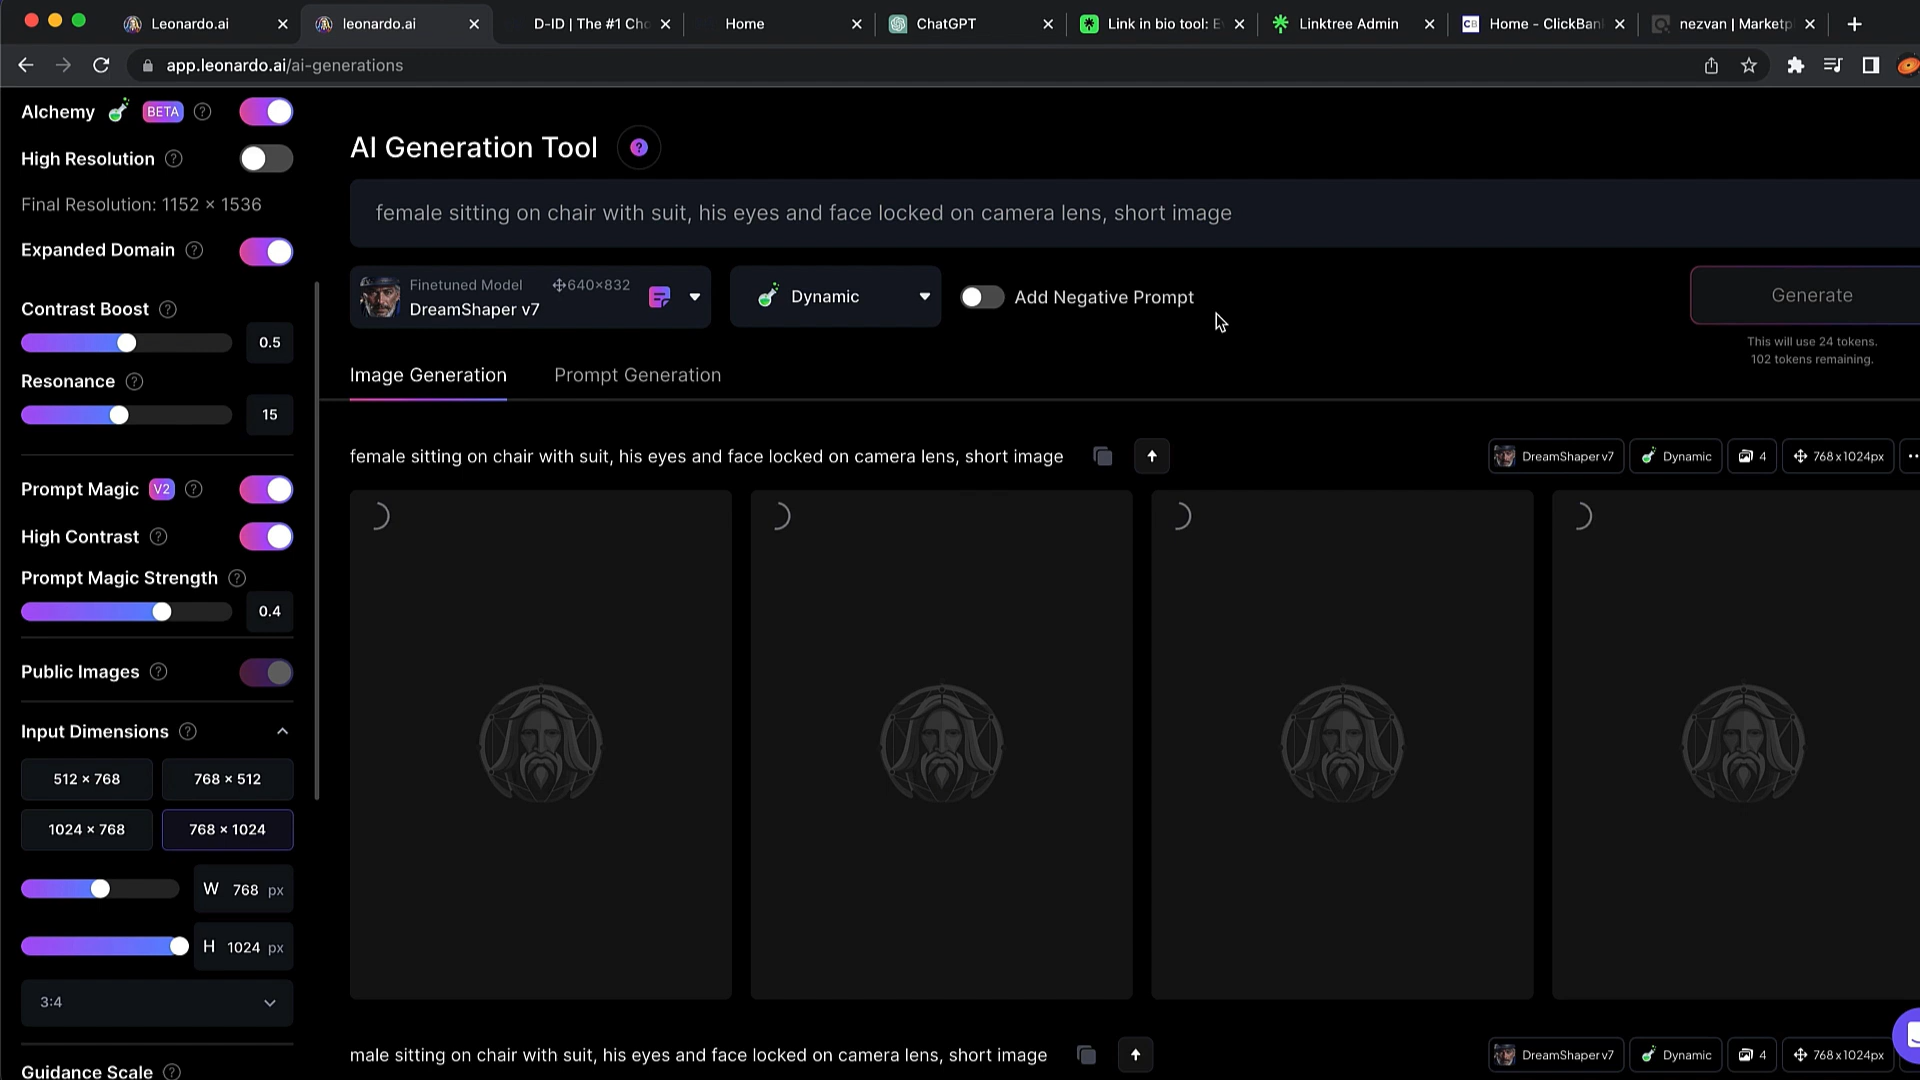 Leonardo.ai
leonardo.ai
D-ID | The #1 Cho
Home
ChatGPT
Link in bio tool: Ev
Linktree Admin
CB Home - ClickBan
nezvan | Marketp
app.leonardo.ai/ai-generations
Alchemy BETA ?
High Resolution ?
Final Resolution: 1152 × 1536
Expanded Domain ?
Contrast Boost ?
0.5
Resonance ?
15
Prompt Magic V2 ?
High Contrast ?
Prompt Magic Strength ?
0.4
Public Images ?
Input Dimensions ?
512 × 768 768 × 512
1024 × 768 768 × 1024
W 768 px
H 1024 px
3:4
Guidance Scale ?
AI Generation Tool ?
female sitting on chair with suit, his eyes and face locked on camera lens, short image
Finetuned Model 640×832
DreamShaper v7
Dynamic
Add Negative Prompt
Generate
This will use 24 tokens.
102 tokens remaining.
Image Generation Prompt Generation
female sitting on chair with suit, his eyes and face locked on camera lens, short image
DreamShaper v7 Dynamic 4 768x1024px
male sitting on chair with suit, his eyes and face locked on camera lens, short image
DreamShaper v7 Dynamic 4 768x1024px